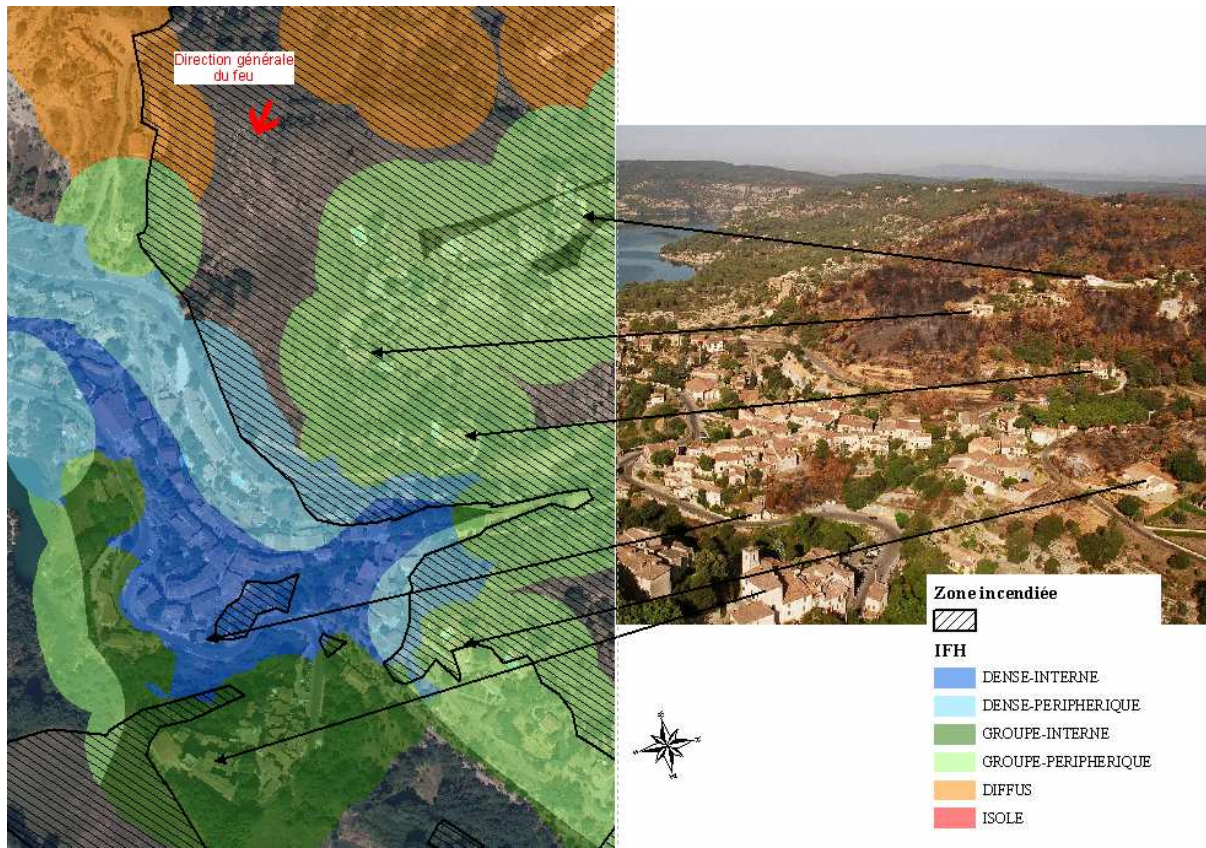 Direction générale
du feu
Zone incendiée
IFH
DENSE-INTERNE
DENSE-PERIPHERIQUE
GROUPE-INTERNE
GROUPE-PERIPHERIQUE
DIFFUS
ISOLE